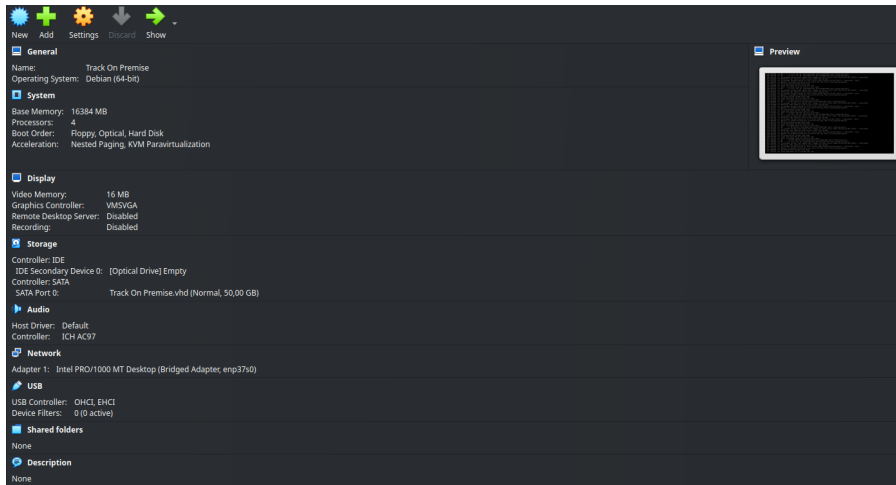 New Add Settings Discard Show
General
Name: Track On Premise
Operating System: Debian (64-bit)
System
Base Memory: 16384 MB
Processors: 4
Boot Order: Floppy, Optical, Hard Disk
Acceleration: Nested Paging, KVM Paravirtualization
Display
Video Memory: 16 MB
Graphics Controller: VMSVGA
Remote Desktop Server: Disabled
Recording: Disabled
Storage
Controller: IDE
IDE Secondary Device 0: [Optical Drive] Empty
Controller: SATA
SATA Port 0: Track On Premise.vhd (Normal, 50,00 GB)
Audio
Host Driver: Default
Controller: ICH AC97
Network
Adapter 1: Intel PRO/1000 MT Desktop (Bridged Adapter, enp37s0)
USB
USB Controller: OHCI, EHCI
Device Filters: 0 (0 active)
Shared folders
None
Description
None
Preview